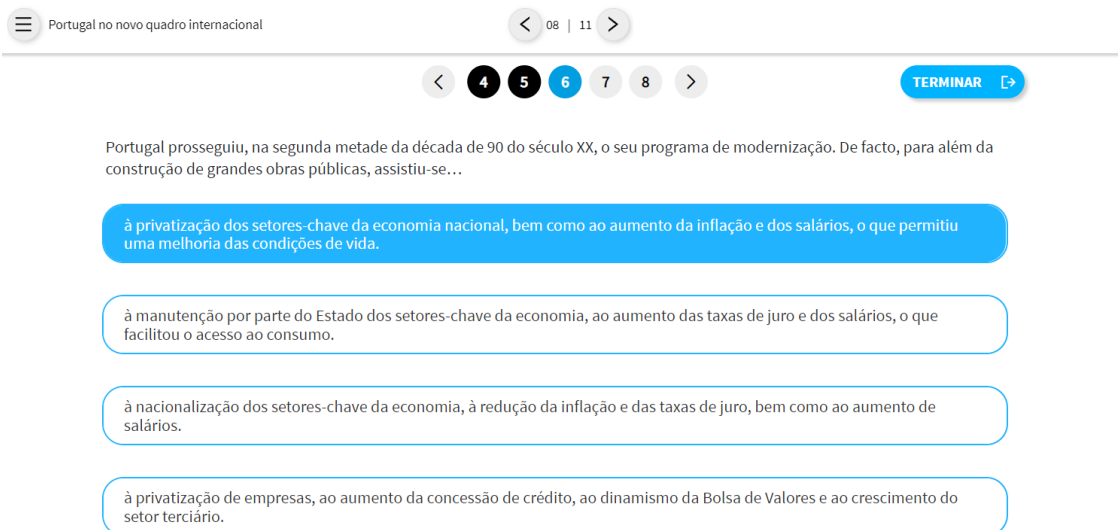 Portugal no novo quadro internacional
08 | 11
4 5 6 7 8
TERMINAR
Portugal prosseguiu, na segunda metade da década de 90 do século XX, o seu programa de modernização. De facto, para além da
construção de grandes obras públicas, assistiu-se…
à privatização dos setores-chave da economia nacional, bem como ao aumento da inflação e dos salários, o que permitiu
uma melhoria das condições de vida.
à manutenção por parte do Estado dos setores-chave da economia, ao aumento das taxas de juro e dos salários, o que
facilitou o acesso ao consumo.
à nacionalização dos setores-chave da economia, à redução da inflação e das taxas de juro, bem como ao aumento de
salários.
à privatização de empresas, ao aumento da concessão de crédito, ao dinamismo da Bolsa de Valores e ao crescimento do
setor terciário.